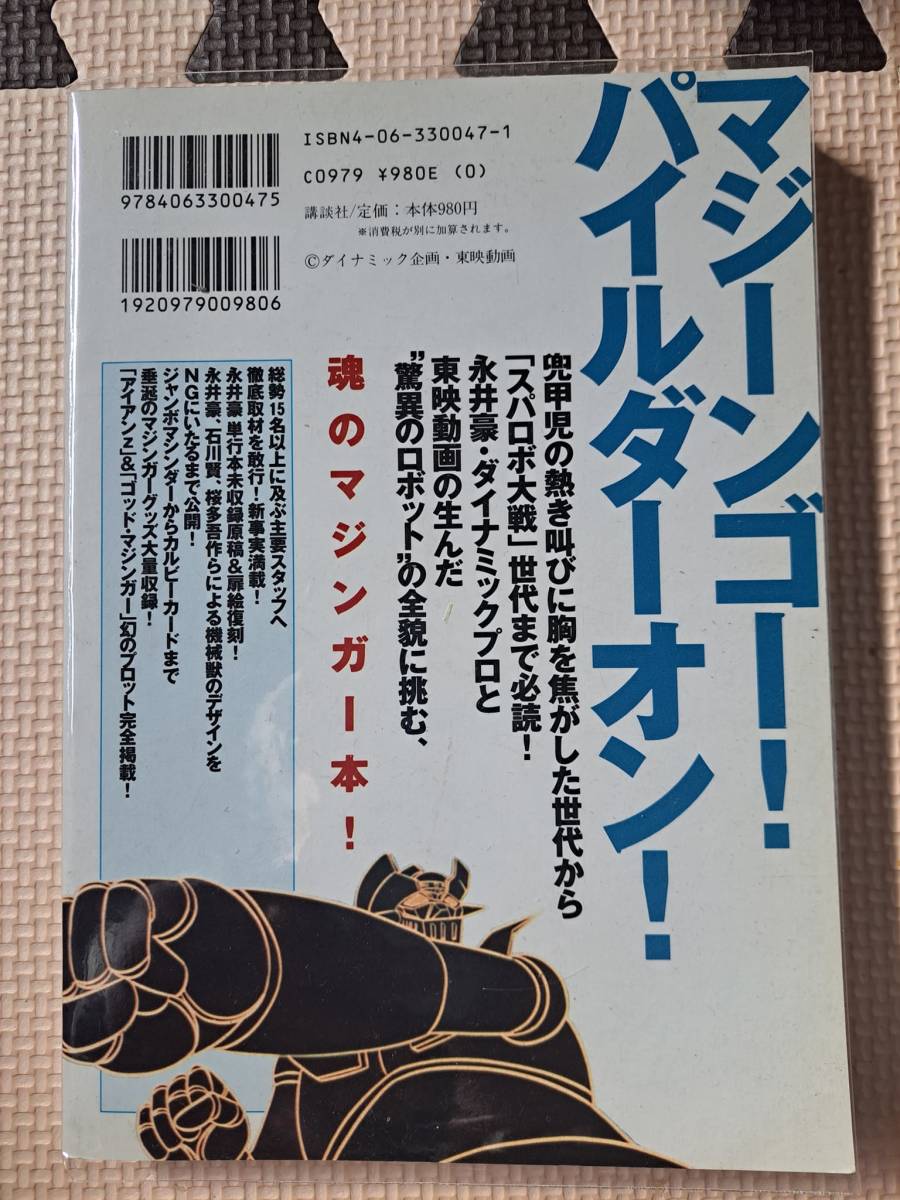 マジーンゴー！
パイルダーオン！
ISBN4-06-330047-1
C0979 ¥980E (0)
講談社/定価：本体980円
※消費税が別に加算されます。
©ダイナミック企画・東映動画
9784063300475
1920979009806
兜甲児の熱き叫びに胸を焦がした世代から
「スパロボ大戦」世代まで必読！
永井豪・ダイナミックプロと
東映動画の生んだ
"驚異のロボット"の全貌に挑む、
魂のマジンガー本！
総勢15名以上に及ぶ主要スタッフへ
徹底取材を敢行！新事実満載！
永井豪、単行本未収録原稿＆扉絵復刻！
永井豪、石川賢、桜多吾作らによる機械獣のデザインを
NGにいたるまで公開！
ジャンボマシンダーからカルビーカードまで
垂涎のマジンガーグッズ大量収録！
「アイアンZ」＆「ゴッド・マジンガー」幻のプロット完全掲載！